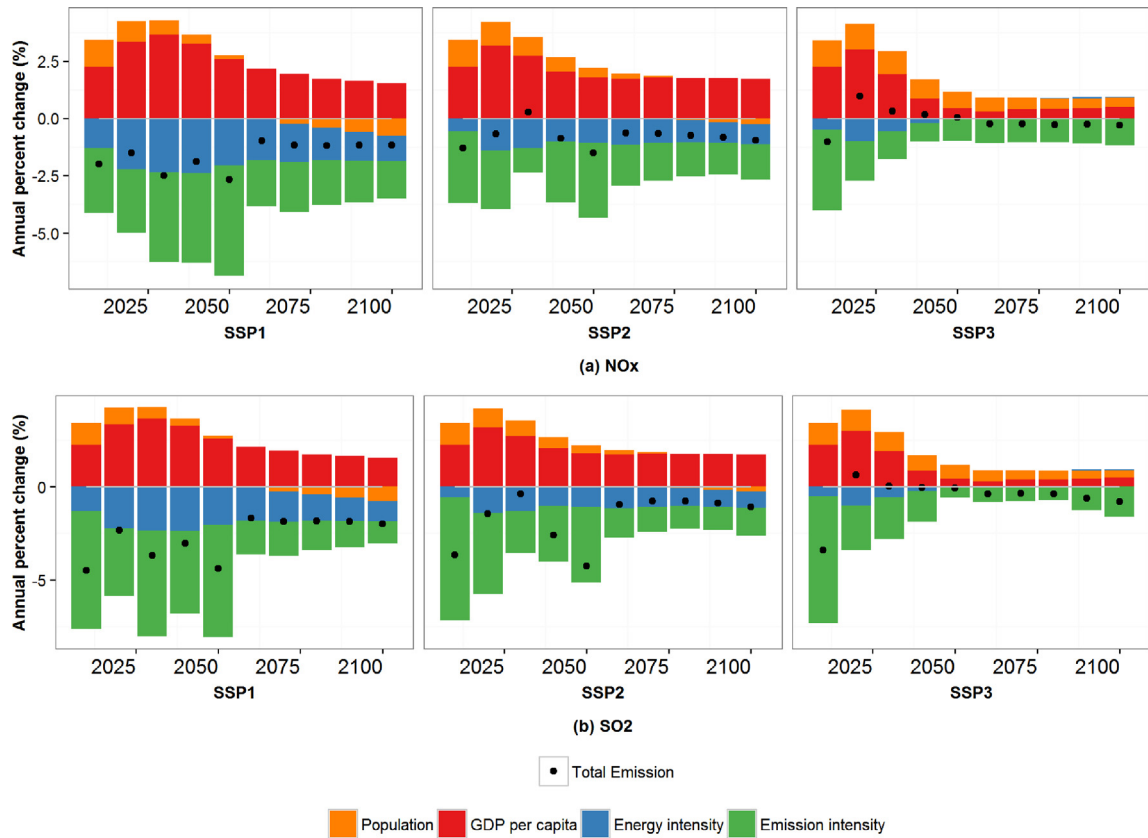 Annual percent change (%)
2.5
0.0
-2.5
-5.0
2025 2050 2075 2100
SSP1
2025 2050 2075 2100
SSP2
2025 2050 2075 2100
SSP3
(a) NOx
Annual percent change (%)
0
-5
2025 2050 2075 2100
SSP1
2025 2050 2075 2100
SSP2
2025 2050 2075 2100
SSP3
(b) SO2
Total Emission
Population GDP per capita Energy intensity Emission intensity